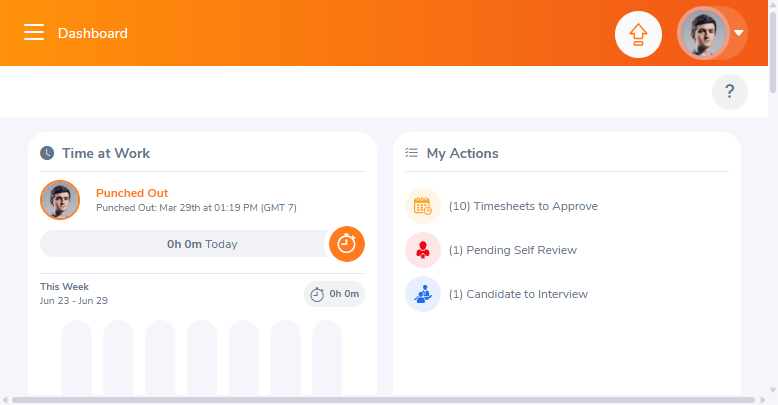 Dashboard
?
Time at Work
Punched Out
Punched Out: Mar 29th at 01:19 PM (GMT 7)
0h 0m Today
This Week
Jun 23 - Jun 29
0h 0m
My Actions
(10) Timesheets to Approve
(1) Pending Self Review
(1) Candidate to Interview